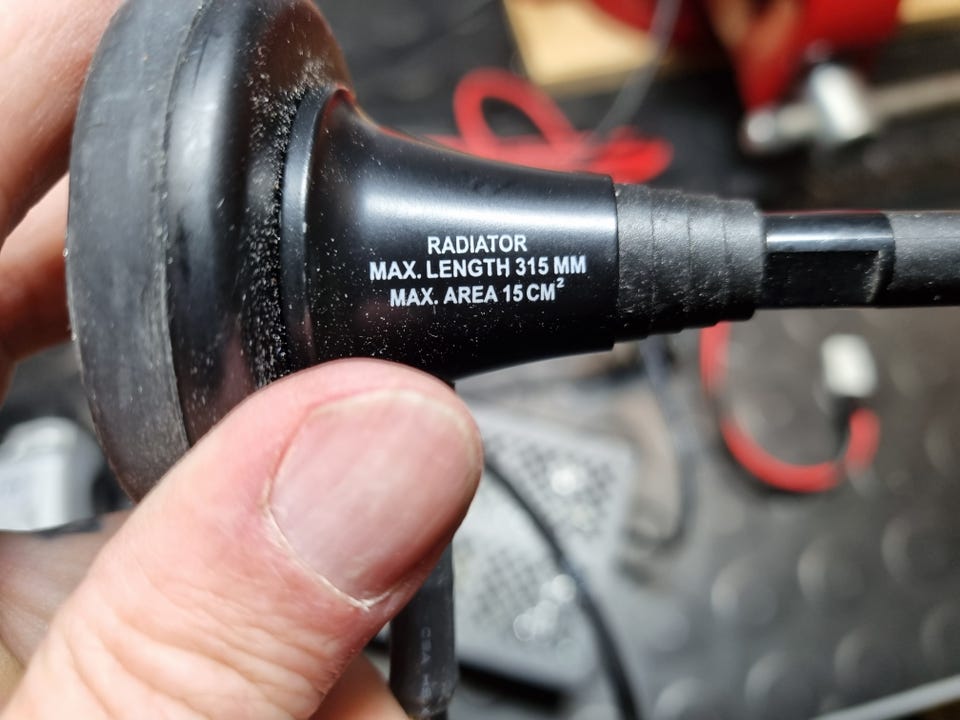 RADIATOR
MAX. LENGTH 315 MM
MAX. AREA 15 CM²